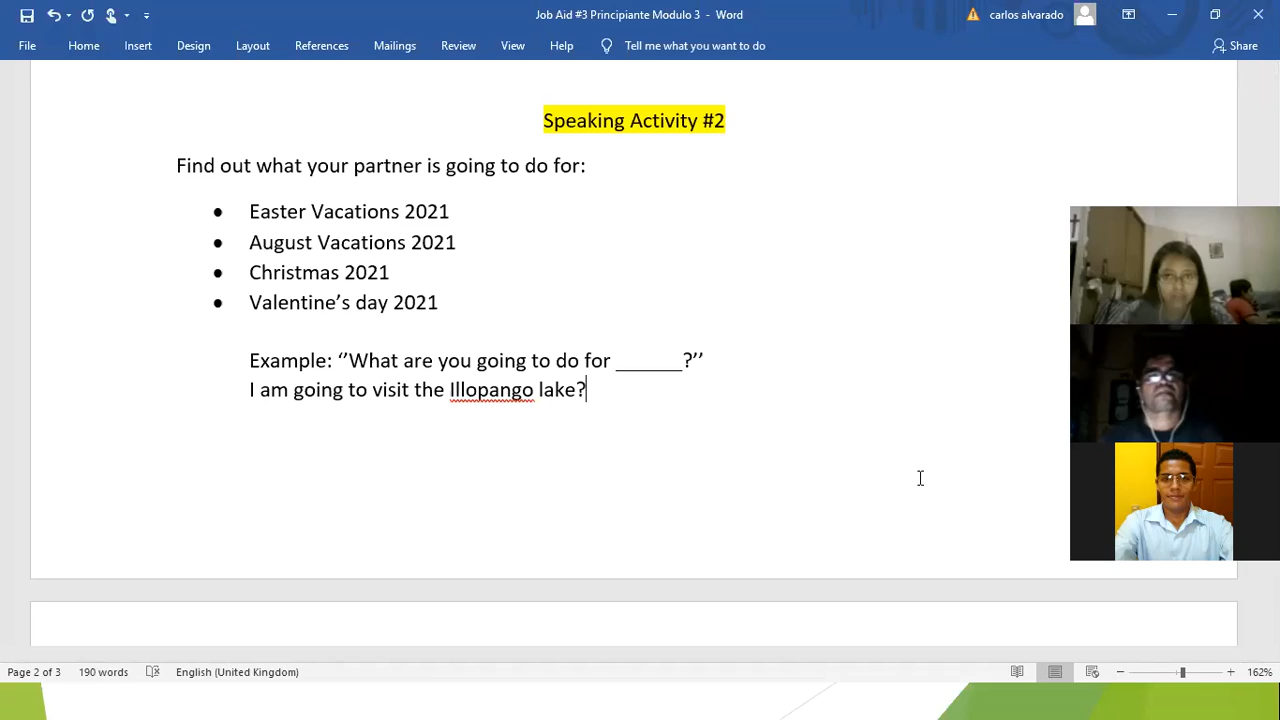 Job Aid #3 Principiante Modulo 3 - Word
carlos alvarado
File Home Insert Design Layout References Mailings Review View Help Tell me what you want to do Share
Speaking Activity #2
Find out what your partner is going to do for:
• Easter Vacations 2021
• August Vacations 2021
• Christmas 2021
• Valentine’s day 2021
Example: ‘’What are you going to do for ______?’’
I am going to visit the Illopango lake?
Page 2 of 3 190 words English (United Kingdom) 162%